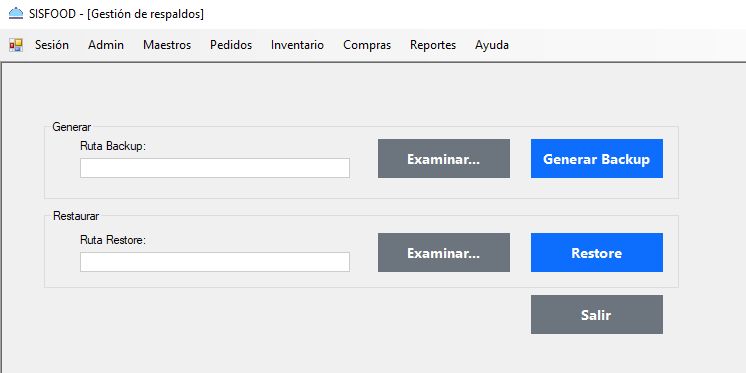 SISFOOD - [Gestión de respaldos]
Sesión Admin Maestros Pedidos Inventario Compras Reportes Ayuda
Generar
Ruta Backup:
Examinar... Generar Backup
Restaurar
Ruta Restore:
Examinar... Restore
Salir